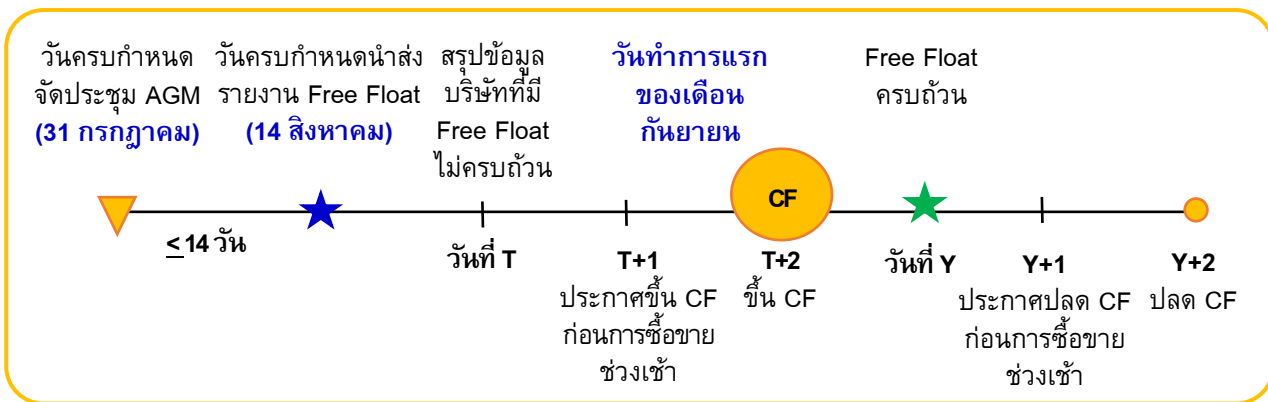 วันครบกำหนด
จัดประชุม AGM
(31 กรกฎาคม)
วันครบกำหนดนำส่ง
รายงาน Free Float
(14 สิงหาคม)
สรุปข้อมูล
บริษัทที่มี
Free Float
ไม่ครบถ้วน
วันทำการแรก
ของเดือน
กันยายน
Free Float
ครบถ้วน
CF
≤ 14 วัน
วันที่ T
T+1
ประกาศขึ้น CF
ก่อนการซื้อขาย
ช่วงเช้า
T+2
ขึ้น CF
วันที่ Y
Y+1
ประกาศปลด CF
ก่อนการซื้อขาย
ช่วงเช้า
Y+2
ปลด CF